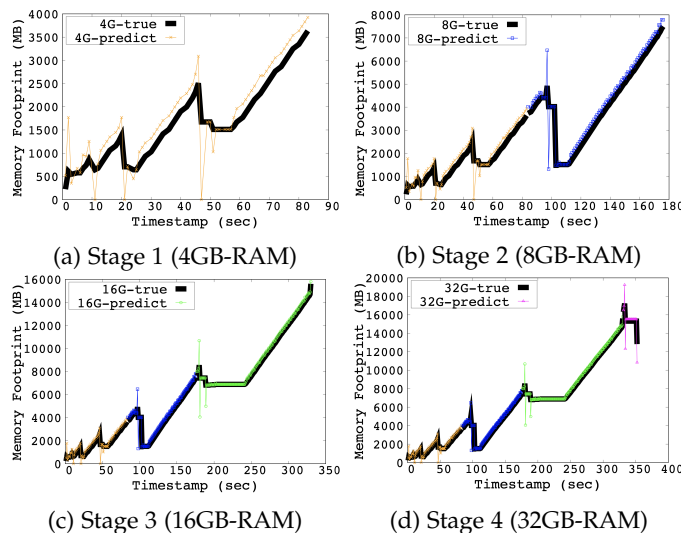 4000
3500
3000
2500
2000
1500
1000
500
0
Memory Footprint (MB)
4G-true
4G-predict
0 10 20 30 40 50 60 70 80 90
Timestamp (sec)
(a) Stage 1 (4GB-RAM)
8000
7000
6000
5000
4000
3000
2000
1000
0
Memory Footprint (MB)
8G-true
8G-predict
0 20 40 60 80 100 120 140 160 180
Timestamp (sec)
(b) Stage 2 (8GB-RAM)
16000
14000
12000
10000
8000
6000
4000
2000
0
Memory Footprint (MB)
16G-true
16G-predict
0 50 100 150 200 250 300 350
Timestamp (sec)
(c) Stage 3 (16GB-RAM)
20000
18000
16000
14000
12000
10000
8000
6000
4000
2000
0
Memory Footprint (MB)
32G-true
32G-predict
0 50 100 150 200 250 300 350 400
Timestamp (sec)
(d) Stage 4 (32GB-RAM)